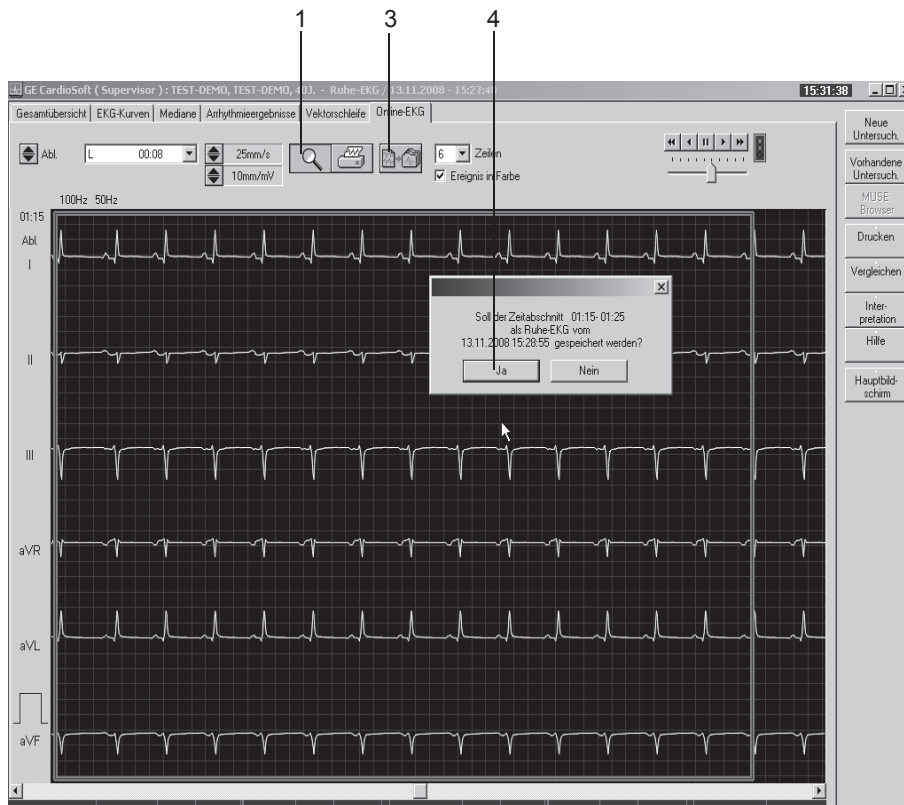 1 3 4
GE CardioSoft ( Supervisor ) : TEST-DEMO, TEST-DEMO, 40J. - Ruhe-EKG / 13.11.2008 - 15:27:40 15:31:38
Gesamtübersicht EKG-Kurven Mediane Arrhythmieergebnisse Vektorschleife Online-EKG
Abl. L 00:08 25mm/s 6 Zeilen
10mm/mV Ereignis in Farbe
100Hz 50Hz
01:15
Abl.
I
II
III
aVR
aVL
aVF
Soll der Zeitabschnitt 01:15- 01:25
als Ruhe-EKG vom
13.11.2008 15:28:55 gespeichert werden?
Ja Nein
Neue
Untersuch.
Vorhandene
Untersuch.
MUSE
Browser
Drucken
Vergleichen
Inter-
pretation
Hilfe
Hauptbild-
schirm